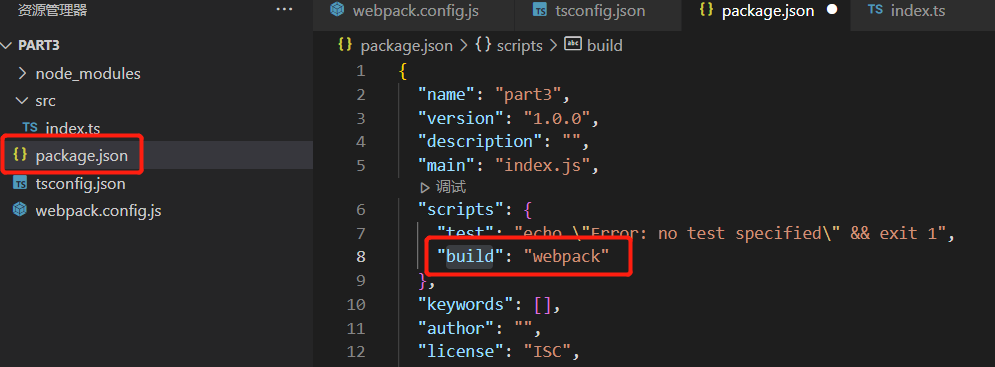 资源管理器
PART3
node_modules
src
TS index.ts
{} package.json
TS tsconfig.json
webpack.config.js
webpack.config.js
TS tsconfig.json
{} package.json
TS index.ts
{} package.json > {} scripts > abc build
1 {
2 "name": "part3",
3 "version": "1.0.0",
4 "description": "",
5 "main": "index.js",
调试
6 "scripts": {
7 "test": "echo \"Error: no test specified\" && exit 1",
8 "build": "webpack"
9 },
10 "keywords": [],
11 "author": "",
12 "license": "ISC",